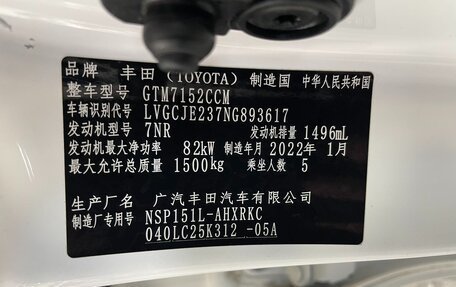 品牌 丰田 (TOYOTA) 制造国 中华人民共和国
整车型号 GTM7152CCM
车辆识别代号 LVGCJE237NG893617
发动机型号 7NR 发动机排量 1496mL
发动机最大净功率 82kW 制造年月 2022年 1月
最大允许总质量 1500kg 乘坐人数 5
生产厂名 广汽丰田汽车有限公司
制造厂专用号 NSP151L-AHXRKC
040LC25K312 -05A